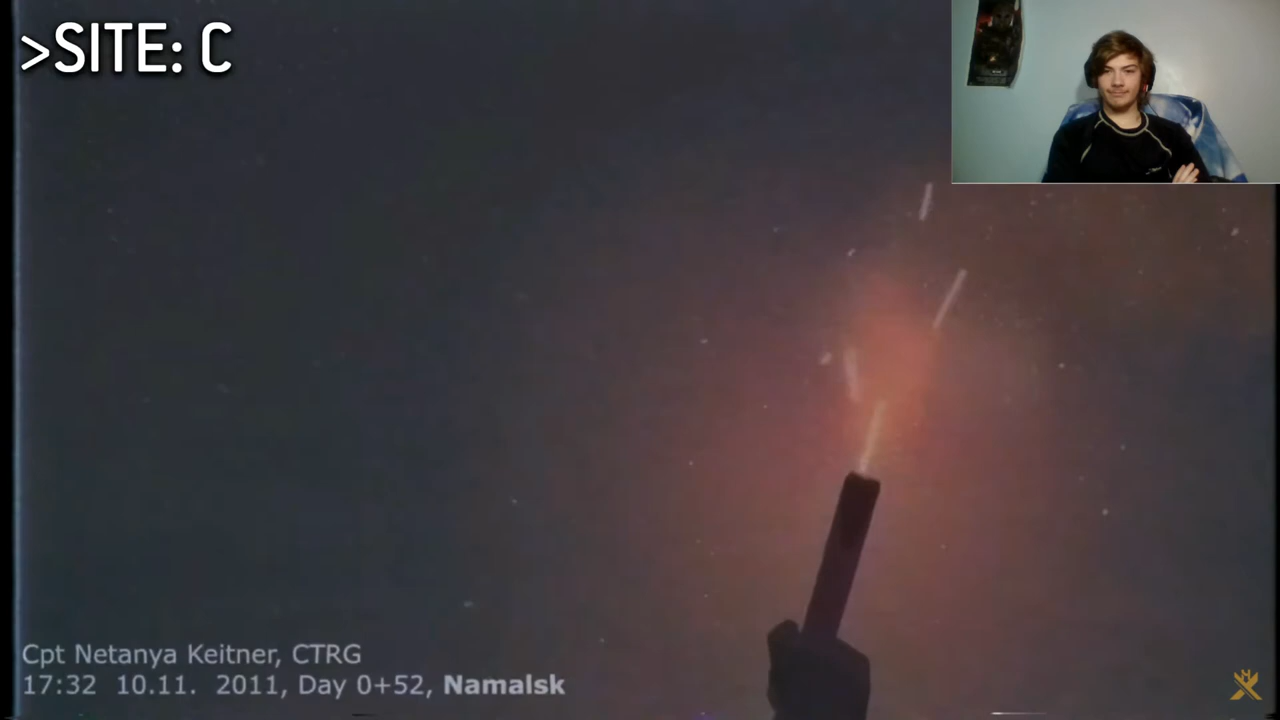 >SITE: C
Cpt Netanya Keitner, CTRG
17:32 10.11. 2011, Day 0+52, Namalsk